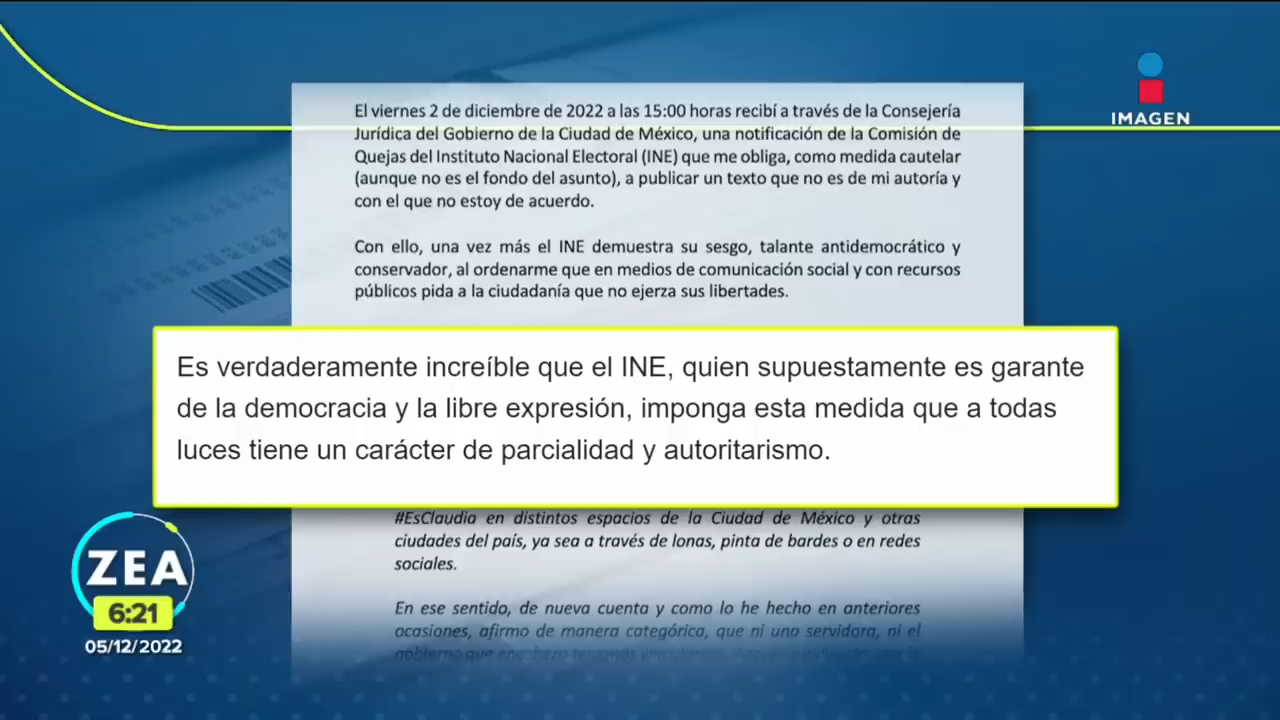 El viernes 2 de diciembre de 2022 a las 15:00 horas recibí a través de la Consejería
Jurídica del Gobierno de la Ciudad de México, una notificación de la Comisión de
Quejas del Instituto Nacional Electoral (INE) que me obliga, como medida cautelar
(aunque no es el fondo del asunto), a publicar un texto que no es de mi autoría y
con el que no estoy de acuerdo.
Con ello, una vez más el INE demuestra su sesgo, talante antidemocrático y
conservador, al ordenarme que en medios de comunicación social y con recursos
públicos pida a la ciudadanía que no ejerza sus libertades.
Es verdaderamente increíble que el INE, quien supuestamente es garante
de la democracia y la libre expresión, imponga esta medida que a todas
luces tiene un carácter de parcialidad y autoritarismo.
#EsClaudia en distintos espacios de la Ciudad de México y otras
ciudades del país, ya sea a través de lonas, pinta de bardes o en redes
sociales.
En ese sentido, de nueva cuenta y como lo he hecho en anteriores
ocasiones, afirmo de manera categórica, que ni una servidora, ni el
gobierno que encabezo
IMAGEN
ZEA
6:21
05/12/2022